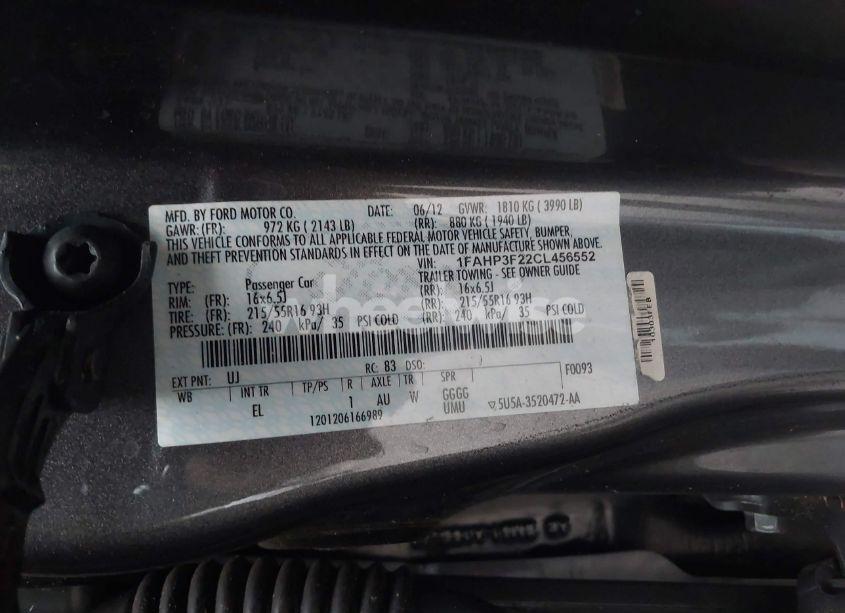 MFD. BY FORD MOTOR CO. DATE: 06/12 GVWR: 1810 KG ( 3990 LB)
GAWR: (FR): 972 KG ( 2143 LB) (RR): 880 KG ( 1940 LB)
THIS VEHICLE CONFORMS TO ALL APPLICABLE FEDERAL MOTOR VEHICLE SAFETY, BUMPER,
AND THEFT PREVENTION STANDARDS IN EFFECT ON THE DATE OF MANUFACTURE SHOWN ABOVE.
VIN: 1FAHP3F22CL456552
TYPE: Passenger Car TRAILER TOWING - SEE OWNER GUIDE
RIM: (FR): 16x6.5J (RR): 16x6.5J
TIRE: (FR): 215/55R16 93H (RR): 215/55R16 93H
PRESSURE: (FR): 240 kPa/ 35 PSI COLD (RR): 240 kPa/ 35 PSI COLD
wheelerwise
EXT PNT: UJ RC: 83 DSO: F0093
WB INT TR TP/PS R AXLE TR SPR
EL 1 AU W GGGG
1201206166989 UMU ▽5U5A-3520472-AA